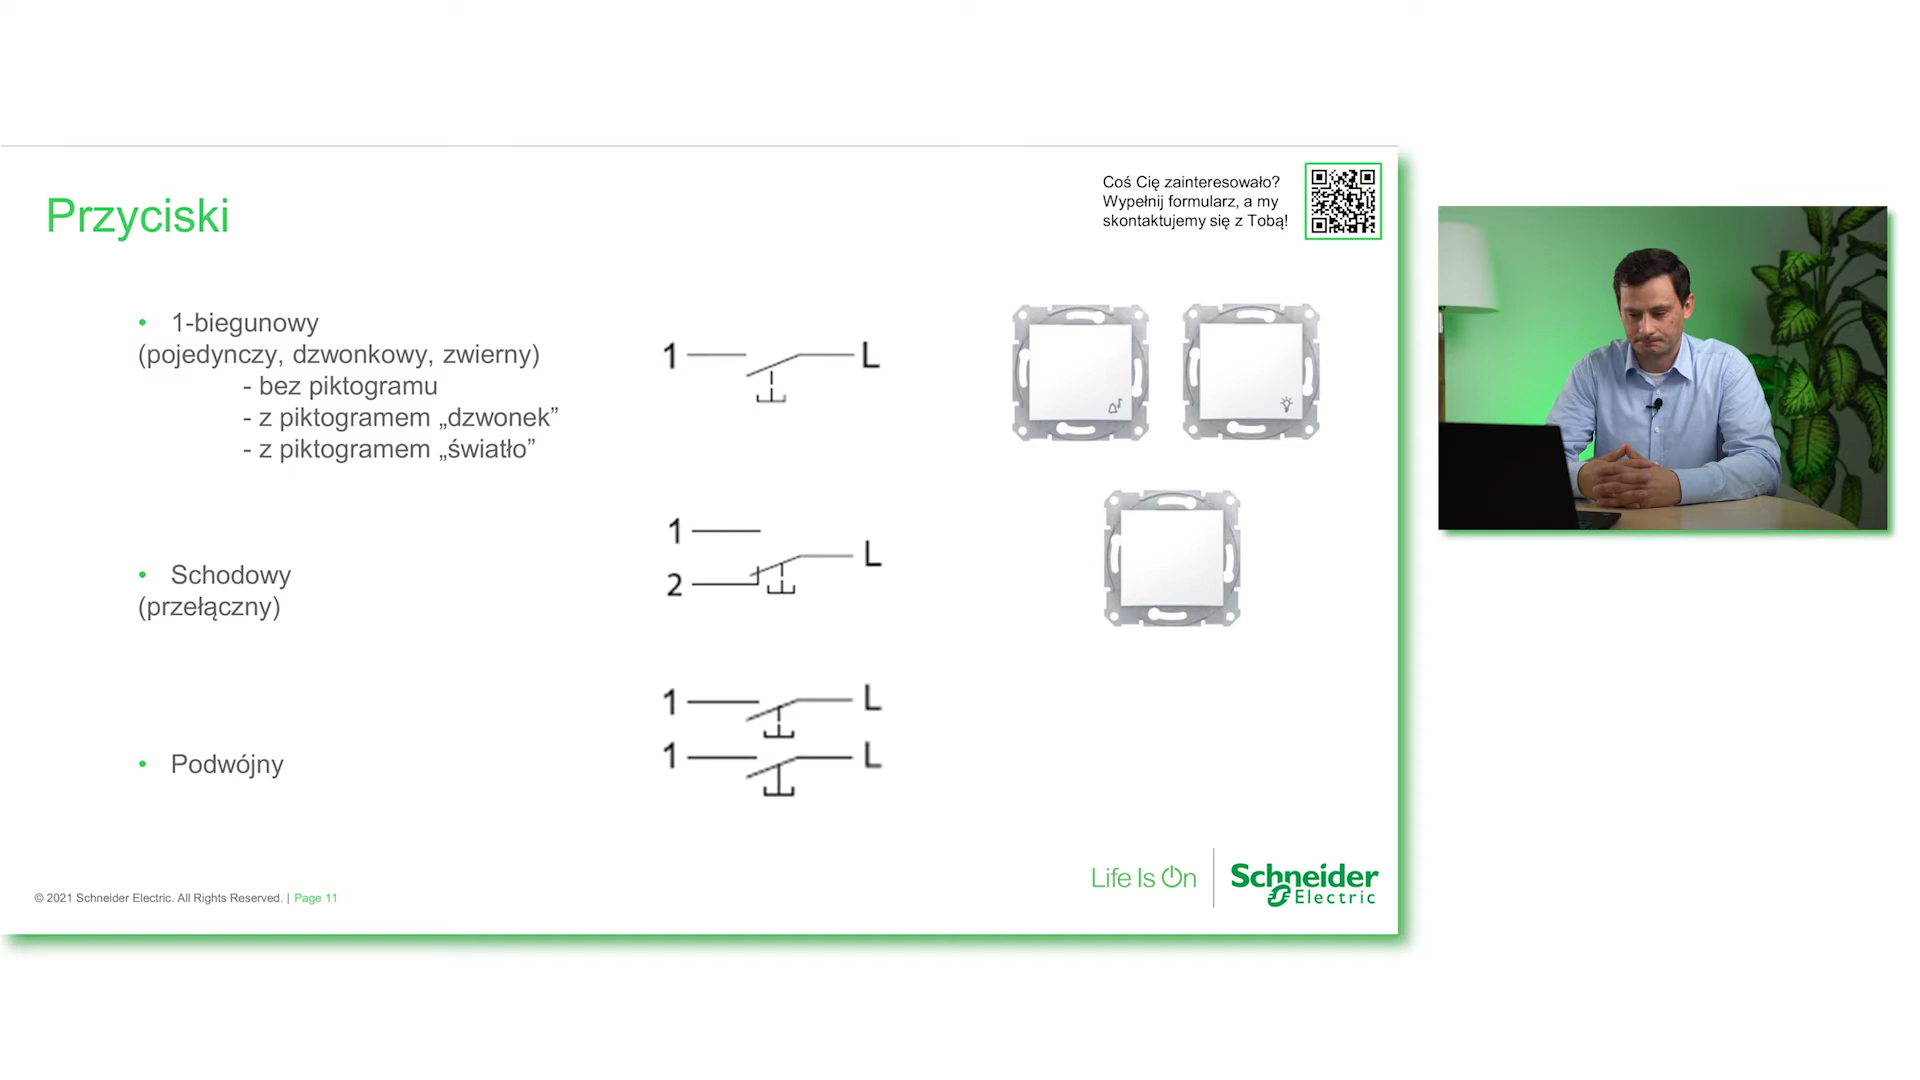 Przyciski
Coś Cię zainteresowało?
Wypełnij formularz, a my
skontaktujemy się z Tobą!
• 1-biegunowy
(pojedynczy, dzwonkowy, zwierny)
- bez piktogramu
- z piktogramem „dzwonek”
- z piktogramem „światło”
1 L
• Schodowy
(przełączny)
1
L
2
• Podwójny
1 L
1 L
© 2021 Schneider Electric. All Rights Reserved. | Page 11
Life Is On
Schneider
Electric